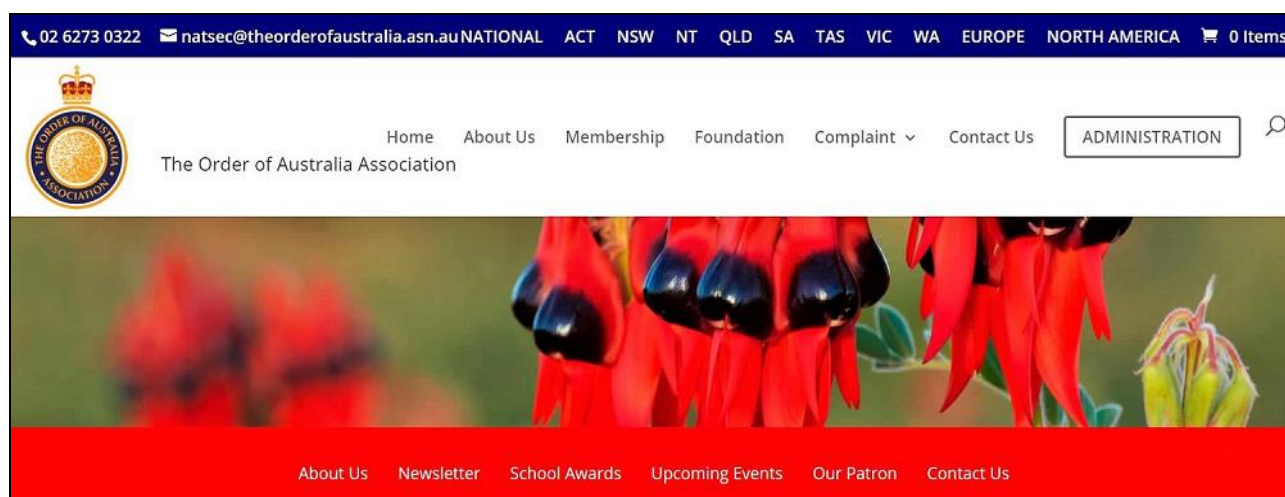 02 6273 0322 natsec@theorderofaustralia.asn.au NATIONAL ACT NSW NT QLD SA TAS VIC WA EUROPE NORTH AMERICA 0 Items
THE ORDER OF AUSTRALIA
ASSOCIATION
Home About Us Membership Foundation Complaint Contact Us ADMINISTRATION
The Order of Australia Association
About Us Newsletter School Awards Upcoming Events Our Patron Contact Us